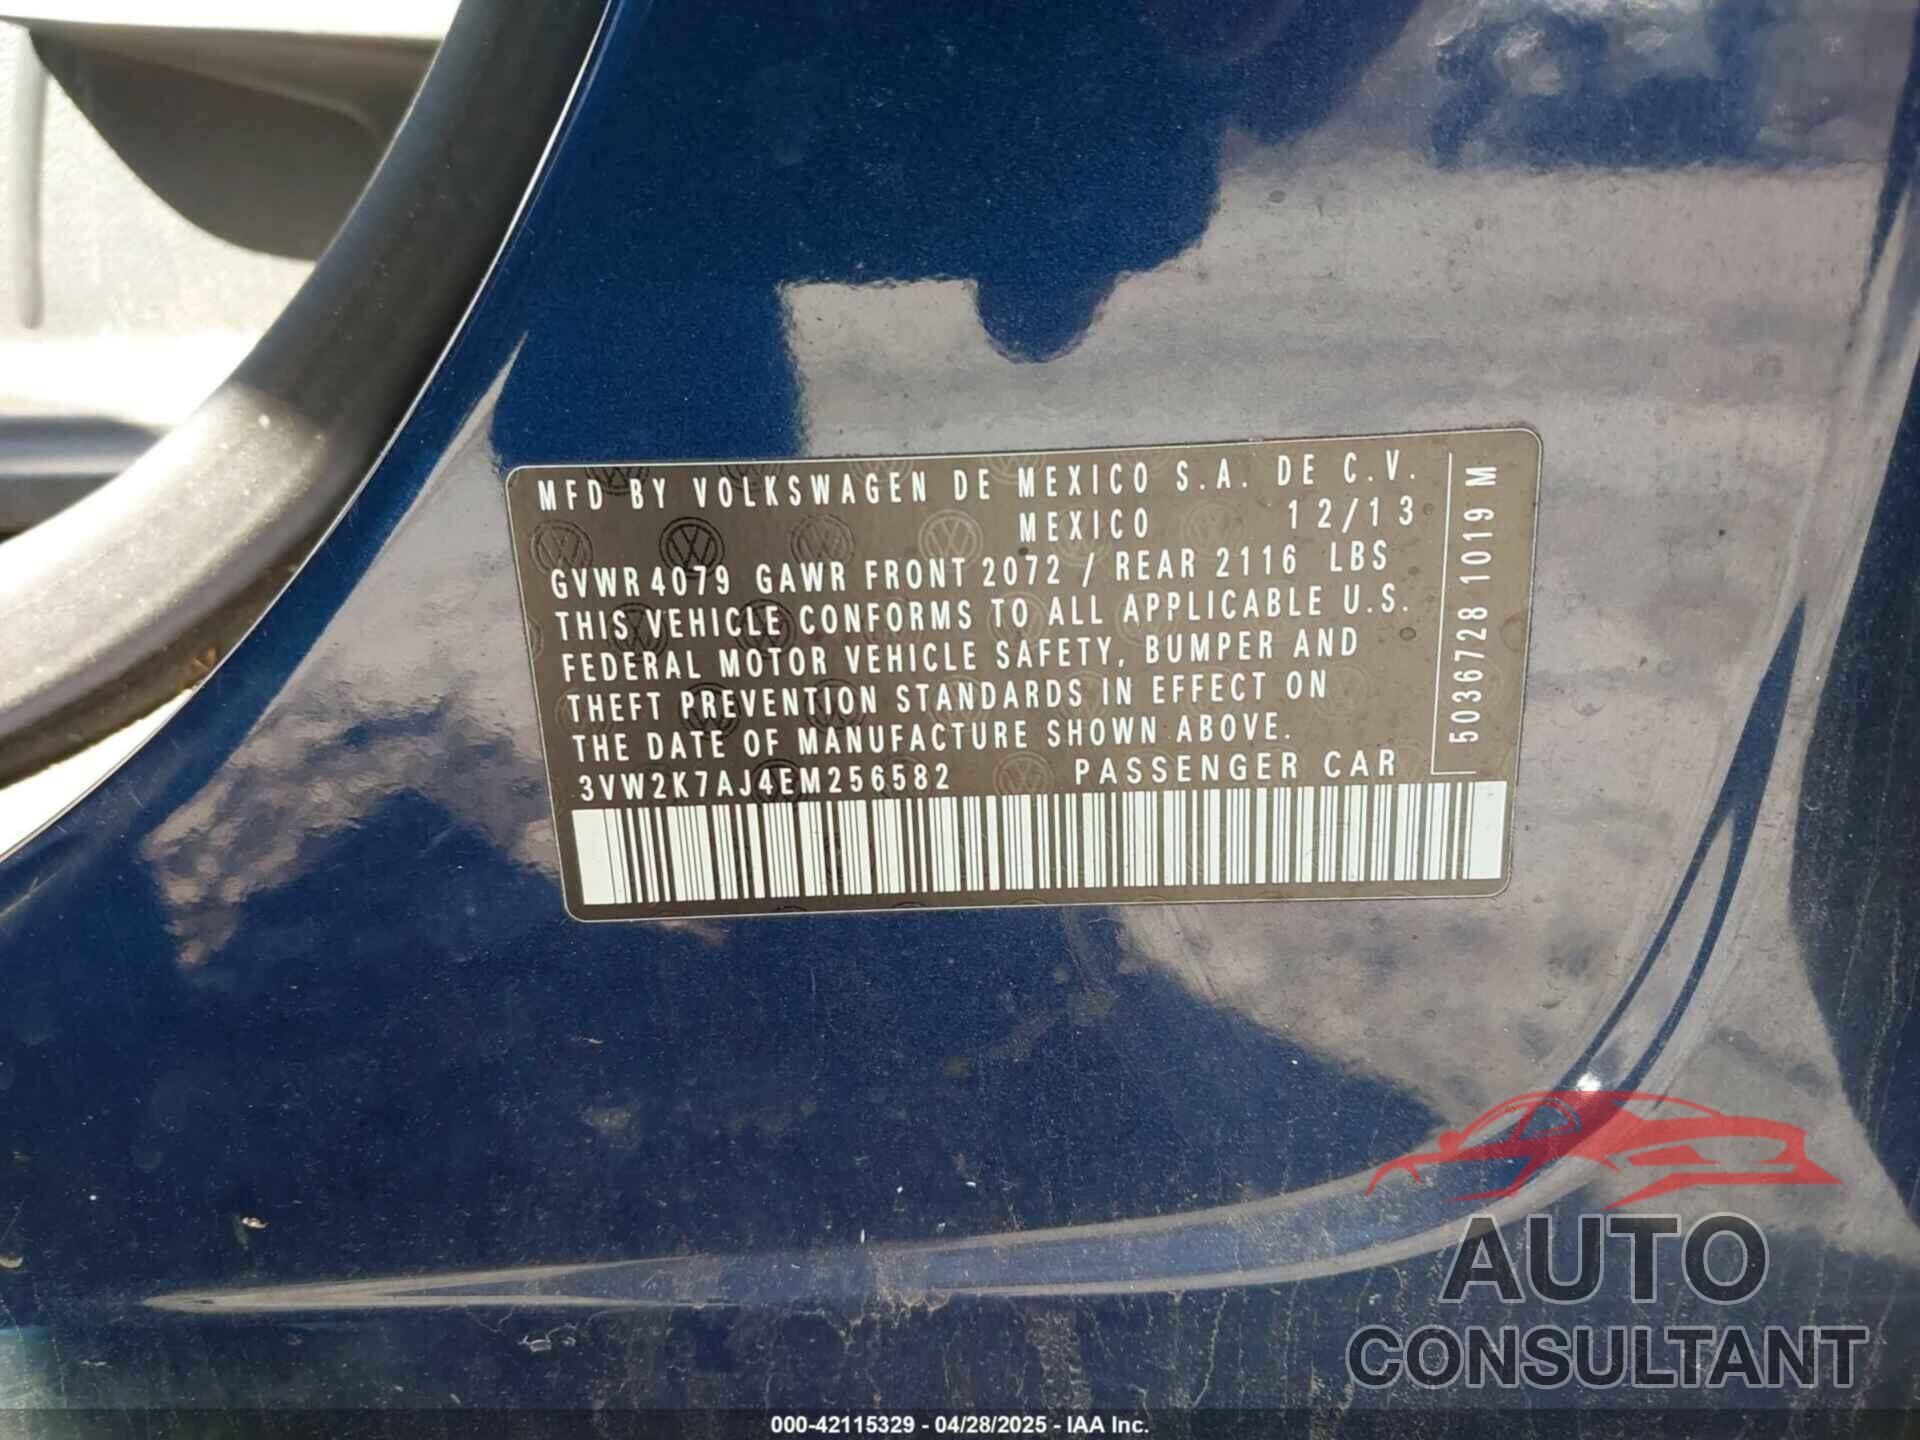 MFD BY VOLKSWAGEN DE MEXICO S.A. DE C.V.
MEXICO 12/13
GVWR 4079 GAWR FRONT 2072 / REAR 2116 LBS
THIS VEHICLE CONFORMS TO ALL APPLICABLE U.S.
FEDERAL MOTOR VEHICLE SAFETY, BUMPER AND
THEFT PREVENTION STANDARDS IN EFFECT ON
THE DATE OF MANUFACTURE SHOWN ABOVE.
3VW2K7AJ4EM256582 PASSENGER CAR
5036728 1019 M
AUTO
CONSULTANT
000-42115329 - 04/28/2025 - IAA Inc.